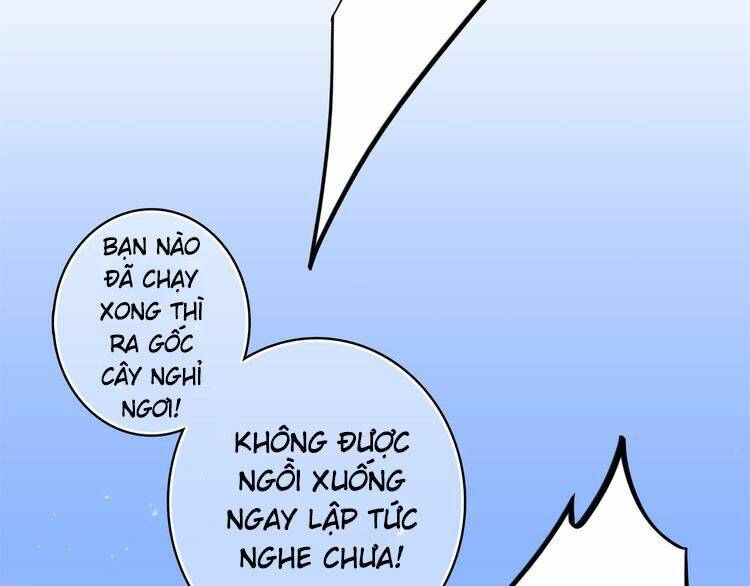 BẠN NÀO
ĐÃ CHẠY
XONG THÌ
RA GỐC
CÂY NGHỈ
NGƠI!
KHÔNG ĐƯỢC
NGỒI XUỐNG
NGAY LẬP TỨC
NGHE CHƯA!